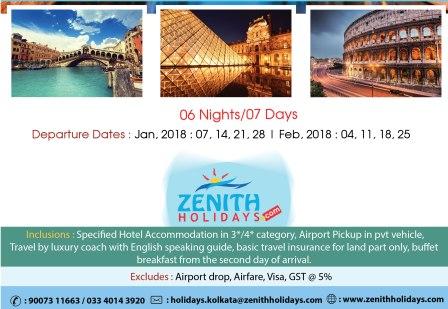 06 Nights/07 Days
Departure Dates : Jan, 2018 : 07, 14, 21, 28 I Feb, 2018 : 04, 11, 18, 25
ZENITH
HOLIDAYS.com
Inclusions : Specified Hotel Accommodation in 3*/4* category, Airport Pickup in pvt vehicle,
Travel by luxury coach with English speaking guide, basic travel insurance for land part only, buffet
breakfast from the second day of arrival.
Excludes : Airport drop, Airfare, Visa, GST @ 5%
: 90073 11663 / 033 4014 3920 : holidays.kolkata@zenithholidays.com : www.zenithholidays.com